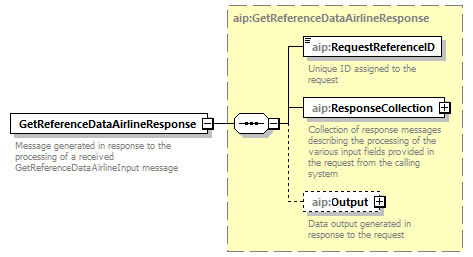 aip:GetReferenceDataAirlineResponse
aip:RequestReferenceID
Unique ID assigned to the
request
GetReferenceDataAirlineResponse
Message generated in response to the
processing of a received
GetReferenceDataAirlineInput message
aip:ResponseCollection
Collection of response messages
describing the processing of the
various input fields provided in
the request from the calling
system
aip:Output
Data output generated in
response to the request